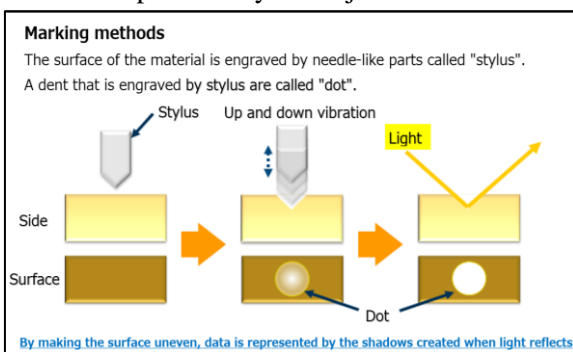 Marking methods
The surface of the material is engraved by needle-like parts called "stylus".
A dent that is engraved by stylus are called "dot".
Stylus Up and down vibration
Light
Side
Surface
Dot
By making the surface uneven, data is represented by the shadows created when light reflects